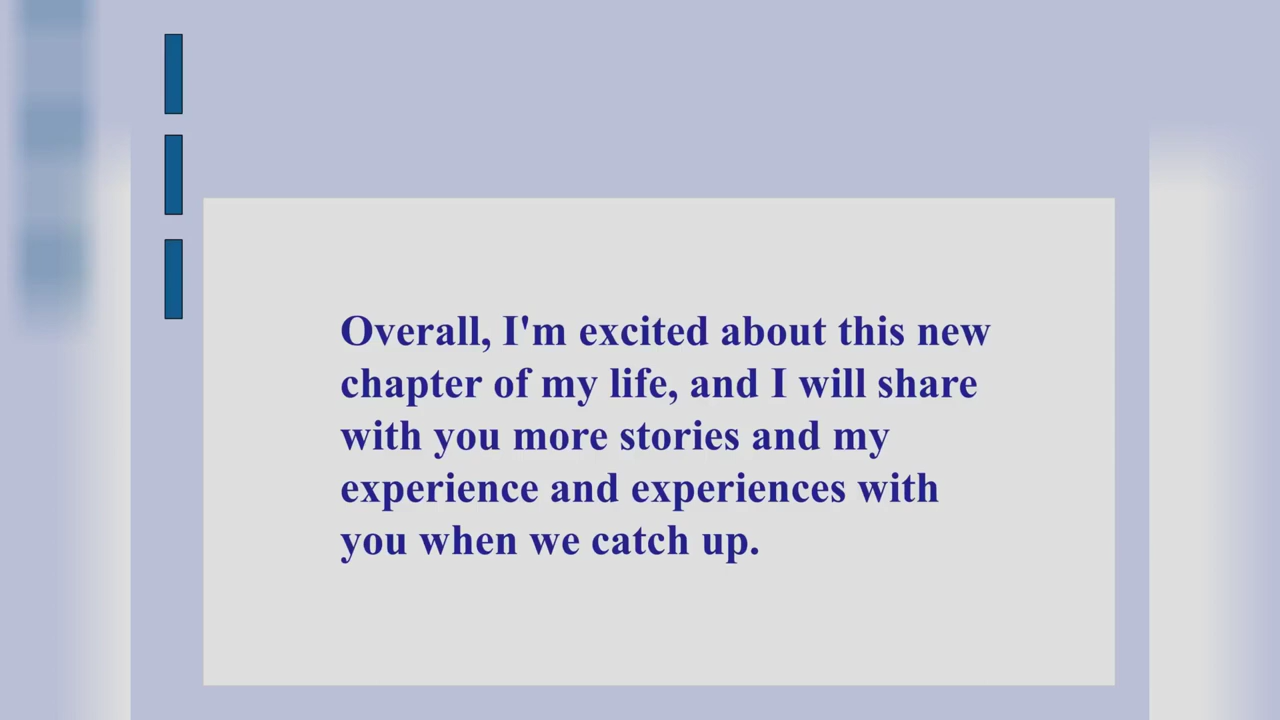 Overall, I'm excited about this new
chapter of my life, and I will share
with you more stories and my
experience and experiences with
you when we catch up.